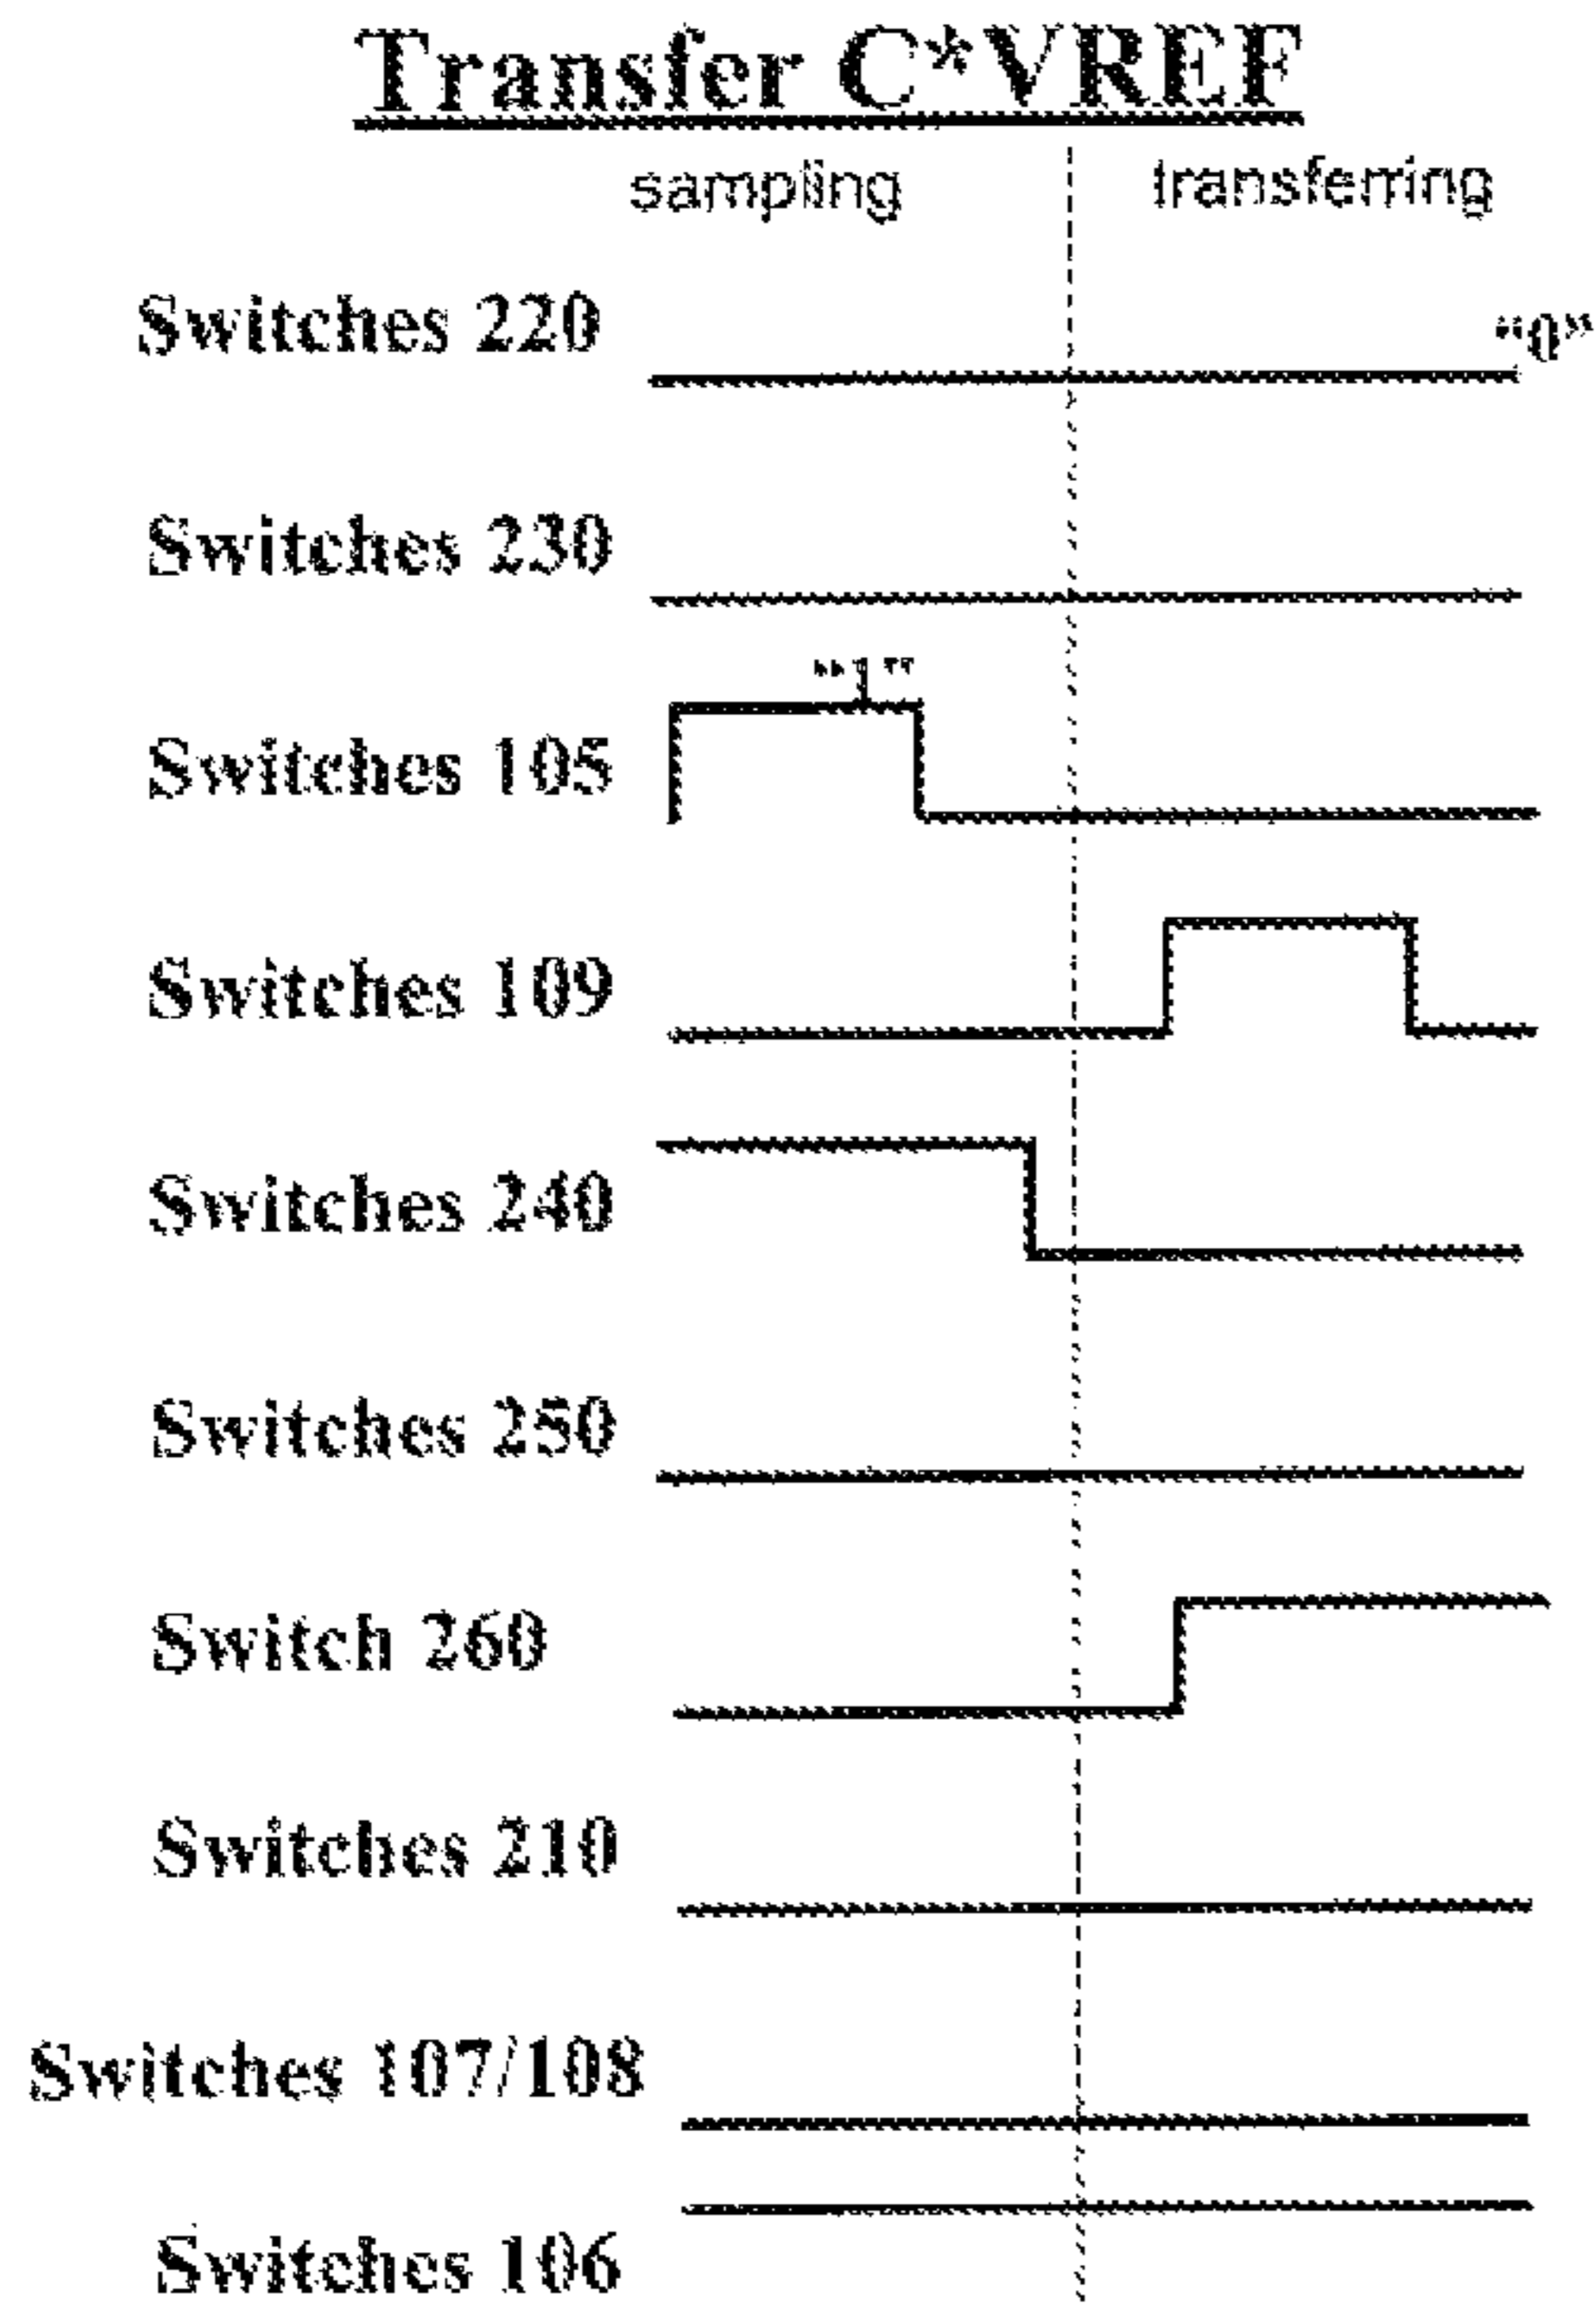 Transfer C*VREF
sampling transferring
Switches 220 “0”
Switches 230
“1”
Switches 105
Switches 109
Switches 240
Switches 250
Switch 260
Switches 210
Switches 107/108
Switches 106